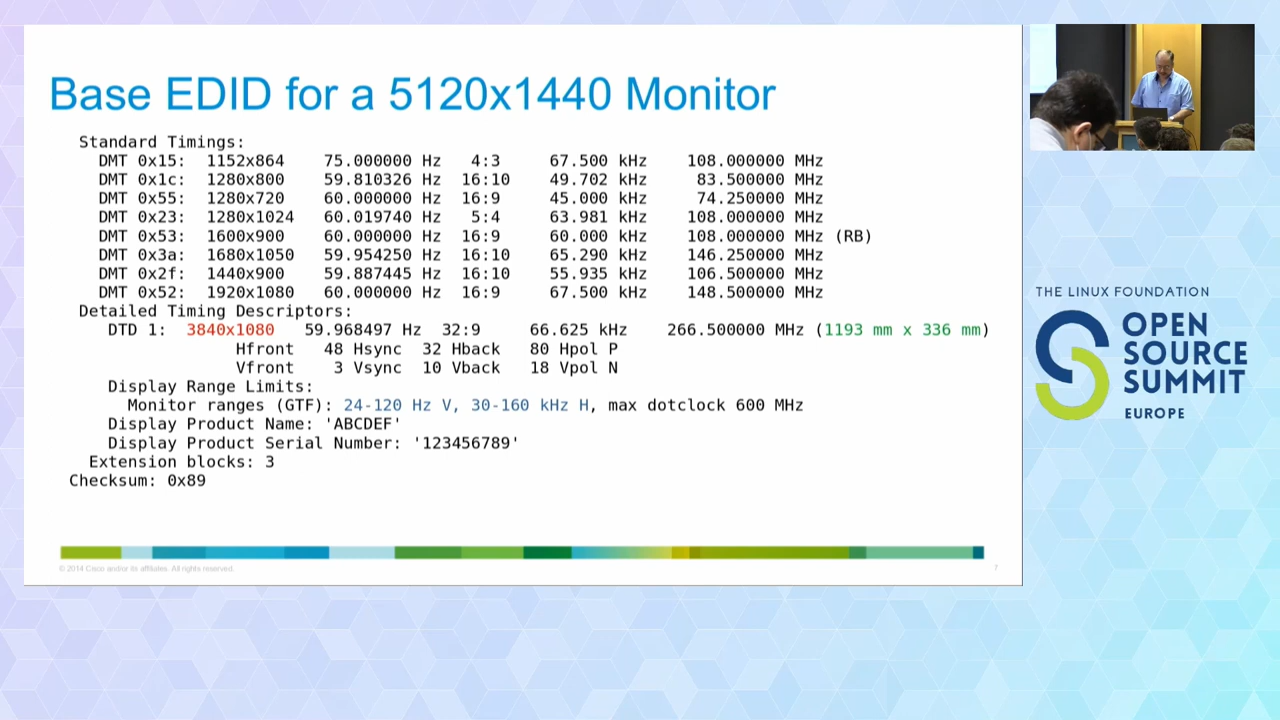 Base EDID for a 5120x1440 Monitor
Standard Timings:
DMT 0x15: 1152x864 75.000000 Hz 4:3 67.500 kHz 108.000000 MHz
DMT 0x1c: 1280x800 59.810326 Hz 16:10 49.702 kHz 83.500000 MHz
DMT 0x55: 1280x720 60.000000 Hz 16:9 45.000 kHz 74.250000 MHz
DMT 0x23: 1280x1024 60.019740 Hz 5:4 63.981 kHz 108.000000 MHz
DMT 0x53: 1600x900 60.000000 Hz 16:9 60.000 kHz 108.000000 MHz (RB)
DMT 0x3a: 1680x1050 59.954250 Hz 16:10 65.290 kHz 146.250000 MHz
DMT 0x2f: 1440x900 59.887445 Hz 16:10 55.935 kHz 106.500000 MHz
DMT 0x52: 1920x1080 60.000000 Hz 16:9 67.500 kHz 148.500000 MHz
Detailed Timing Descriptors:
DTD 1: 3840x1080 59.968497 Hz 32:9 66.625 kHz 266.500000 MHz (1193 mm x 336 mm)
Hfront 48 Hsync 32 Hback 80 Hpol P
Vfront 3 Vsync 10 Vback 18 Vpol N
Display Range Limits:
Monitor ranges (GTF): 24-120 Hz V, 30-160 kHz H, max dotclock 600 MHz
Display Product Name: 'ABCDEF'
Display Product Serial Number: '123456789'
Extension blocks: 3
Checksum: 0x89
© 2014 Cisco and/or its affiliates. All rights reserved.
7
THE LINUX FOUNDATION
OPEN
SOURCE
SUMMIT
EUROPE